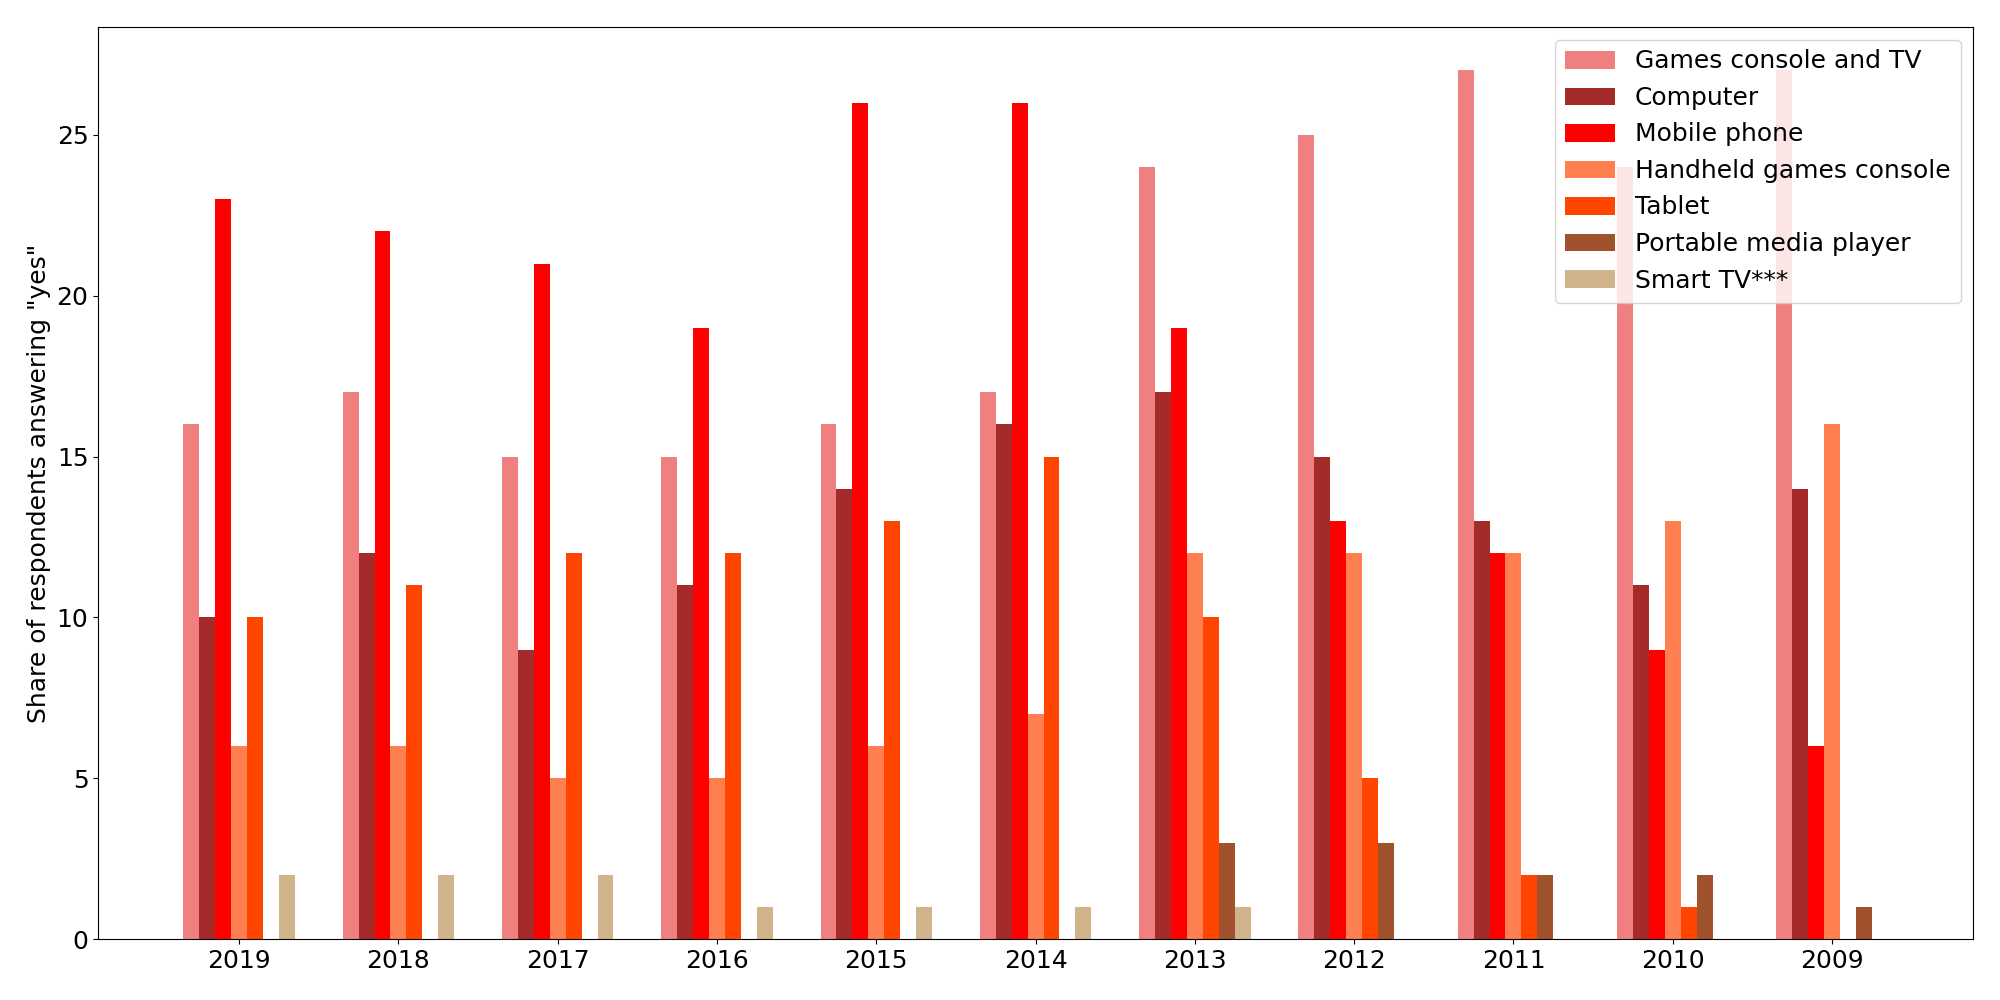 Games console and TV
Computer
Mobile phone
Handheld games console
Tablet
Portable media player
Smart TV***
Share of respondents answering "yes"
25
20
15
10
5
0
2019 2018 2017 2016 2015 2014 2013 2012 2011 2010 2009